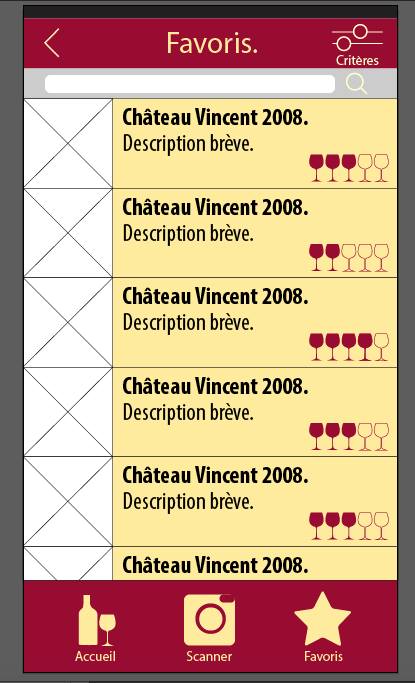 Favoris.
Critères
Château Vincent 2008.
Description brève.
Château Vincent 2008.
Description brève.
Château Vincent 2008.
Description brève.
Château Vincent 2008.
Description brève.
Château Vincent 2008.
Description brève.
Château Vincent 2008.
Accueil
Scanner
Favoris